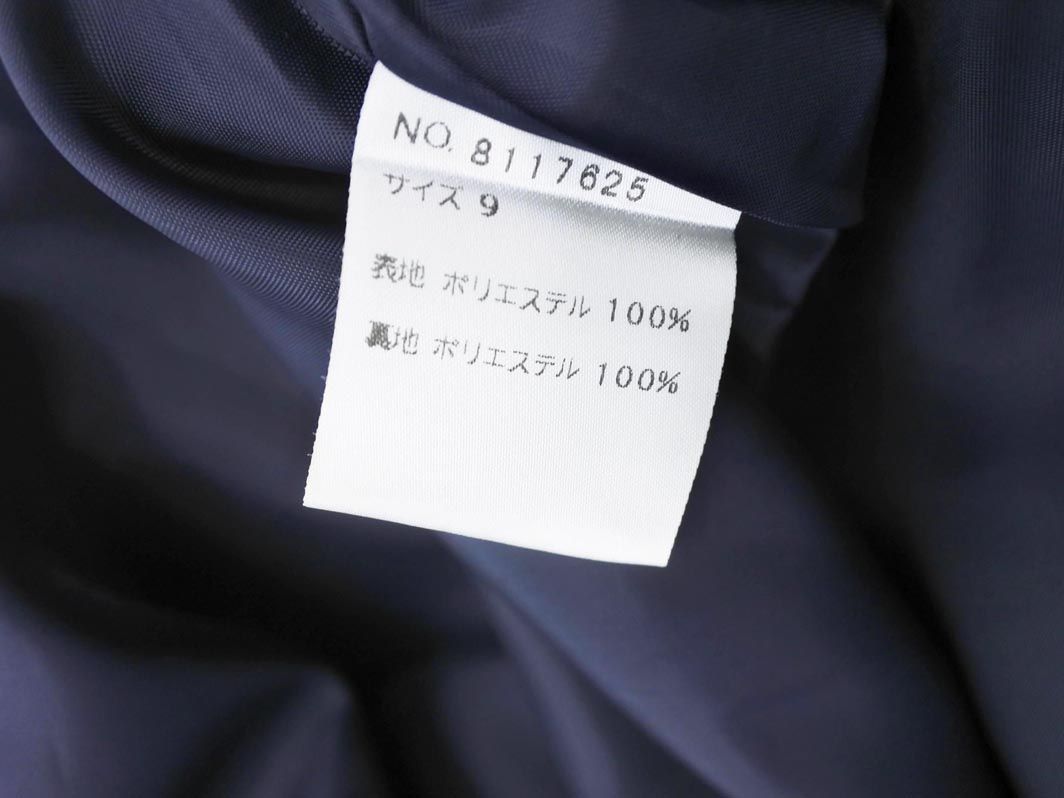 NO. 8117625
サイズ 9
表地 ポリエステル 100%
裏地 ポリエステル 100%